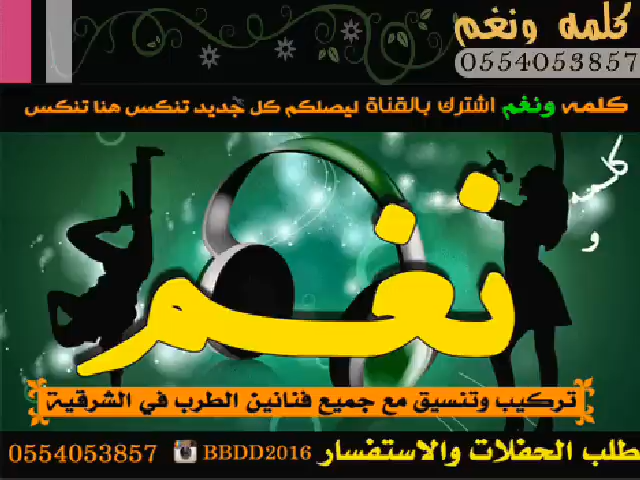 كلمه ونغم
0554053857
كلمه ونغم اشترك بالقناة ليصلكم كل جديد تنكس هنا تنكس
كلمه
و
نغم
تركيب وتنسيق مع جميع فنانين الطرب في الشرقية
طلب الحفلات والاستفسار BBDD2016 0554053857